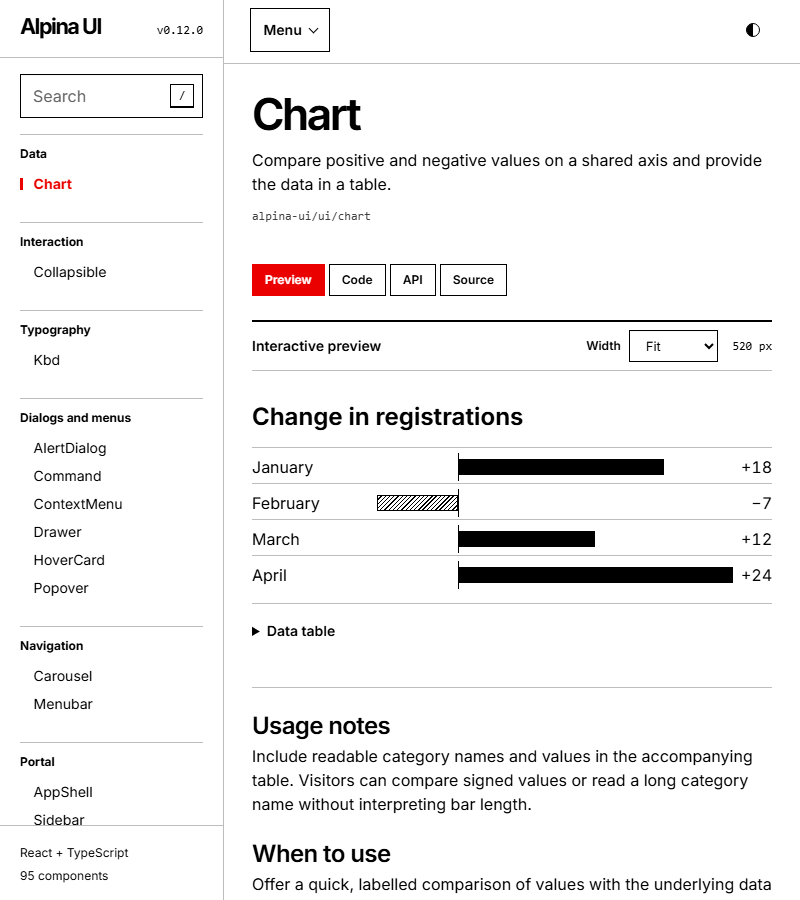 Alpina UI
v0.12.0
Search
/
Data
Chart
Interaction
Collapsible
Typography
Kbd
Dialogs and menus
AlertDialog
Command
ContextMenu
Drawer
HoverCard
Popover
Navigation
Carousel
Menubar
Portal
AppShell
Sidebar
React + TypeScript
95 components
Menu
Chart
Compare positive and negative values on a shared axis and provide
the data in a table.
alpina-ui/ui/chart
Preview
Code
API
Source
Interactive preview
Width
Fit
520 px
Change in registrations
January +18
February −7
March +12
April +24
Data table
Usage notes
Include readable category names and values in the accompanying
table. Visitors can compare signed values or read a long category
name without interpreting bar length.
When to use
Offer a quick, labelled comparison of values with the underlying data